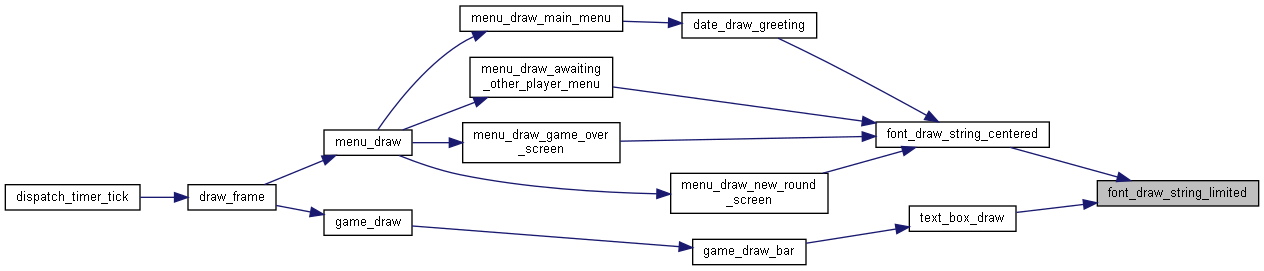 menu_draw_main_menu
date_draw_greeting
menu_draw_awaiting
_other_player_menu
menu_draw_game_over
_screen
font_draw_string_centered
menu_draw
menu_draw_new_round
_screen
font_draw_string_limited
dispatch_timer_tick
draw_frame
game_draw
text_box_draw
game_draw_bar